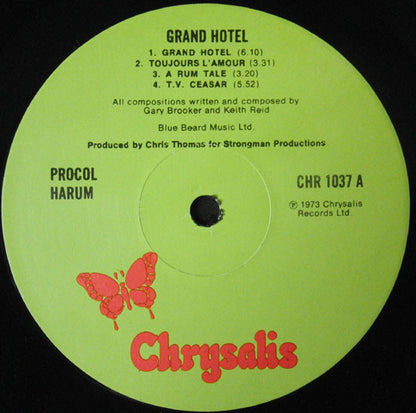 GRAND HOTEL
1. GRAND HOTEL (6.10)
2. TOUJOURS L'AMOUR (3.31)
3. A RUM TALE (3.20)
4. T.V. CEASAR (5.52)
All compositions written and composed by
Gary Brooker and Keith Reid
Blue Beard Music Ltd.
Produced by Chris Thomas for Strongman Productions
PROCOL
HARUM
CHR 1037 A
℗ 1973 Chrysalis
Records Ltd.
Chrysalis